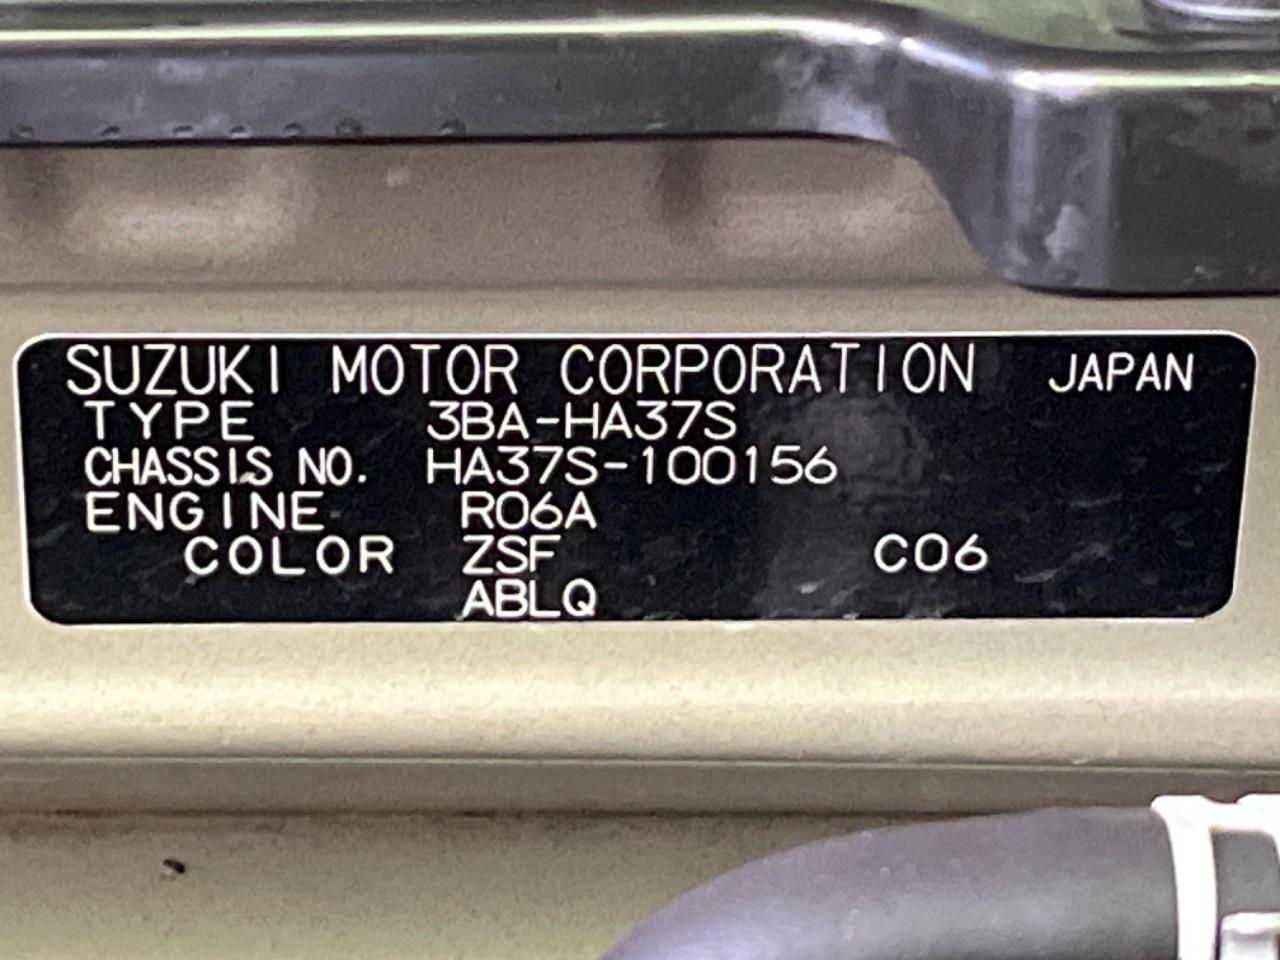 SUZUKI MOTOR CORPORATION JAPAN
TYPE 3BA-HA37S
CHASSIS NO. HA37S-100156
ENGINE R06A
COLOR ZSF C06
ABLQ